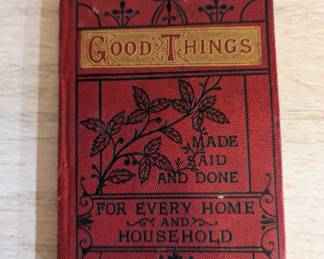 GOOD THINGS
MADE
SAID
AND DONE
FOR EVERY HOME
AND
HOUSEHOLD